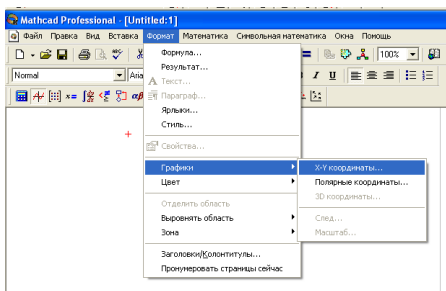 Mathcad Professional - [Untitled:1]
Файл Правка Вид Вставка Формат Математика Символьная математика Окна Помощь
100%
Normal
Aria
B I U
Формула...
Результат...
Текст...
Параграф...
Ярлыки...
Стиль...
Свойства...
Графики
X-Y координаты...
Цвет
Полярные координаты...
3D координаты...
Отделить область
След...
Выровнять область
Масштаб...
Зона
Заголовки/Колонтитулы...
Пронумеровать страницы сейчас